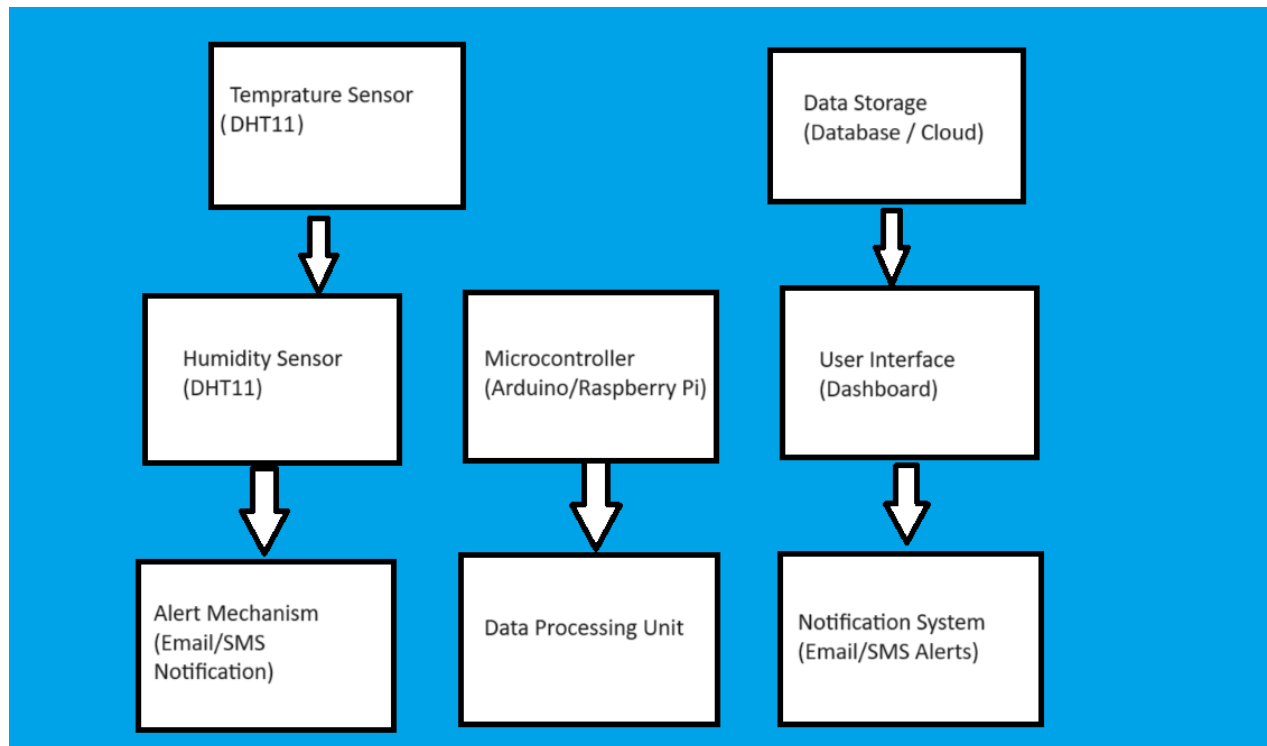 Temprature Sensor
(DHT11)
Data Storage
(Database / Cloud)
Humidity Sensor
(DHT11)
Microcontroller
(Arduino/Raspberry Pi)
User Interface
(Dashboard)
Alert Mechanism
(Email/SMS
Notification)
Data Processing Unit
Notification System
(Email/SMS Alerts)